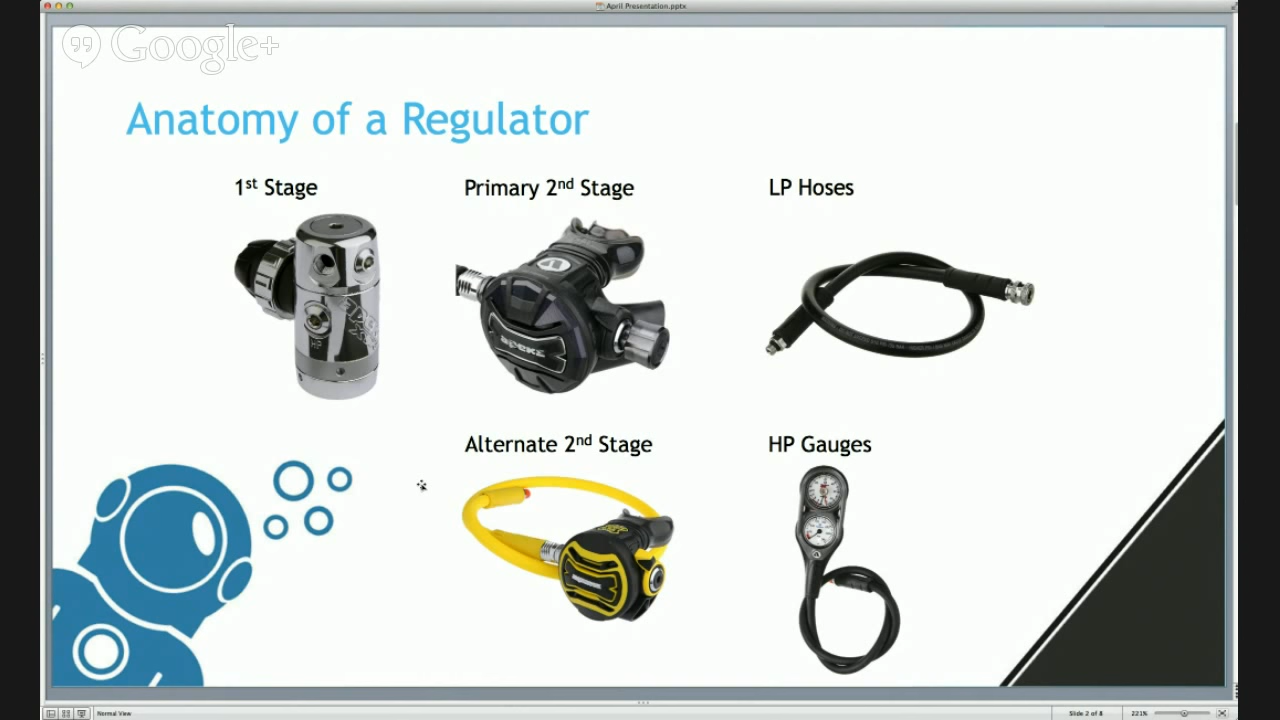 April Presentation.pptx
Google+
Anatomy of a Regulator
1st Stage
Primary 2nd Stage
LP Hoses
HP
Alternate 2nd Stage
HP Gauges
Normal View
Slide 2 of 8
221%